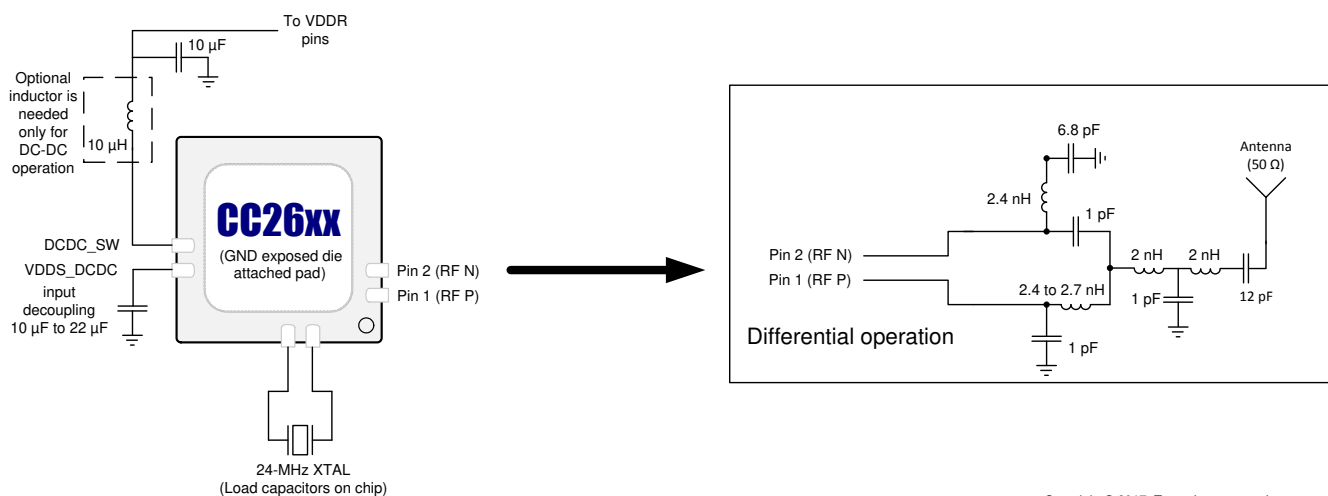 To VDDR
pins
10 µF
Optional
inductor is
needed
only for
DC-DC
operation
10 µH
CC26xx
(GND exposed die
attached pad)
DCDC_SW
VDDS_DCDC
input
decoupling
10 µF to 22 µF
Pin 2 (RF N)
Pin 1 (RF P)
24-MHz XTAL
(Load capacitors on chip)
6.8 pF
Antenna
(50 Ω)
2.4 nH
1 pF
Pin 2 (RF N)
Pin 1 (RF P)
2 nH
2 nH
2.4 to 2.7 nH
1 pF
12 pF
Differential operation
1 pF